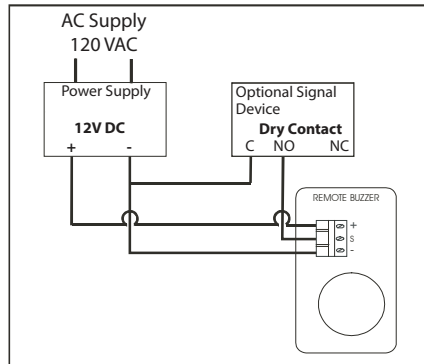 AC Supply
120 VAC
Power Supply
12V DC
+ -
Optional Signal
Device
Dry Contact
C NO NC
REMOTE BUZZER
+
S
-